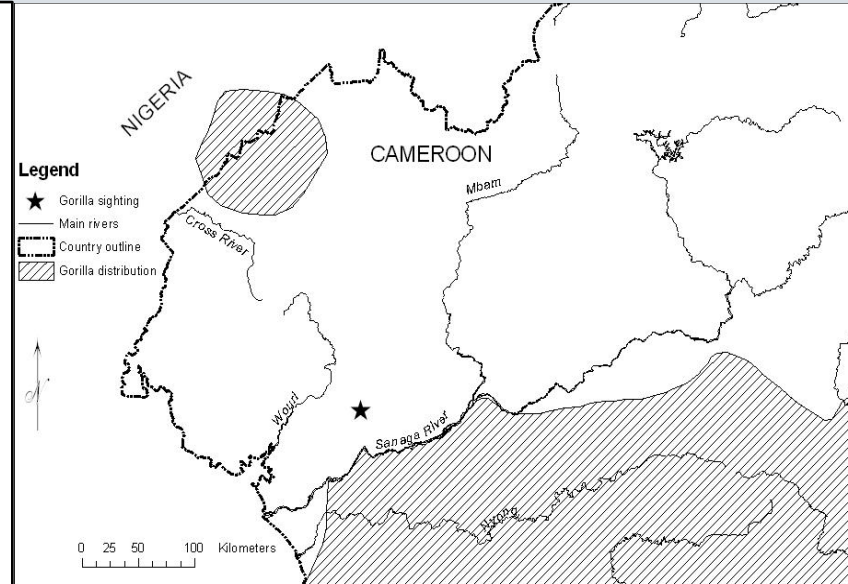 NIGERIA
CAMEROON
Legend
Gorilla sighting
Main rivers
Country outline
Gorilla distribution
Mbam
Cross River
Wouri
Sanaga River
Nyong
N
0 25 50 100 Kilometers